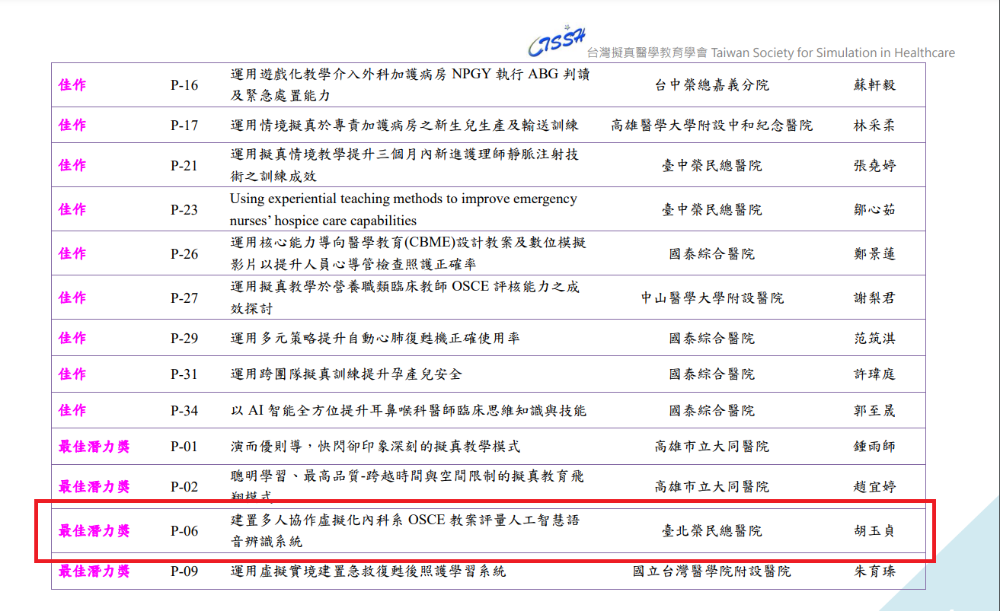 CTSSH
台灣擬真醫學教育學會 Taiwan Society for Simulation in Healthcare
佳作 P-16 運用遊戲化教學介入外科加護病房 NPGY 執行 ABG 判讀
及緊急處置能力 台中榮總嘉義分院 蘇軒毅
佳作 P-17 運用情境擬真於專責加護病房之新生兒生產及輸送訓練 高雄醫學大學附設中和紀念醫院 林采柔
佳作 P-21 運用擬真情境教學提升三個月內新進護理師靜脈注射技
術之訓練成效 臺中榮民總醫院 張堯婷
佳作 P-23 Using experiential teaching methods to improve emergency
nurses’ hospice care capabilities 臺中榮民總醫院 鄒心茹
佳作 P-26 運用核心能力導向醫學教育(CBME)設計教案及數位模擬
影片以提升人員心導管檢查照護正確率 國泰綜合醫院 鄭景蓮
佳作 P-27 運用擬真教學於營養職類臨床教師 OSCE 評核能力之成
效探討 中山醫學大學附設醫院 謝梨君
佳作 P-29 運用多元策略提升自動心肺復甦機正確使用率 國泰綜合醫院 范筑淇
佳作 P-31 運用跨團隊擬真訓練提升孕產兒安全 國泰綜合醫院 許瑋庭
佳作 P-34 以 AI 智能全方位提升耳鼻喉科醫師臨床思維知識與技能 國泰綜合醫院 郭至晟
最佳潛力獎 P-01 演而優則導，快閃卻印象深刻的擬真教學模式 高雄市立大同醫院 鍾雨師
最佳潛力獎 P-02 聰明學習、最高品質-跨越時間與空間限制的擬真教育飛
翔模式 高雄市立大同醫院 趙宜婷
最佳潛力獎 P-06 建置多人協作虛擬化內科系 OSCE 教案評量人工智慧語
音辨識系統 臺北榮民總醫院 胡玉貞
最佳潛力獎 P-09 運用虛擬實境建置急救復甦後照護學習系統 國立台灣醫學院附設醫院 朱育瑧